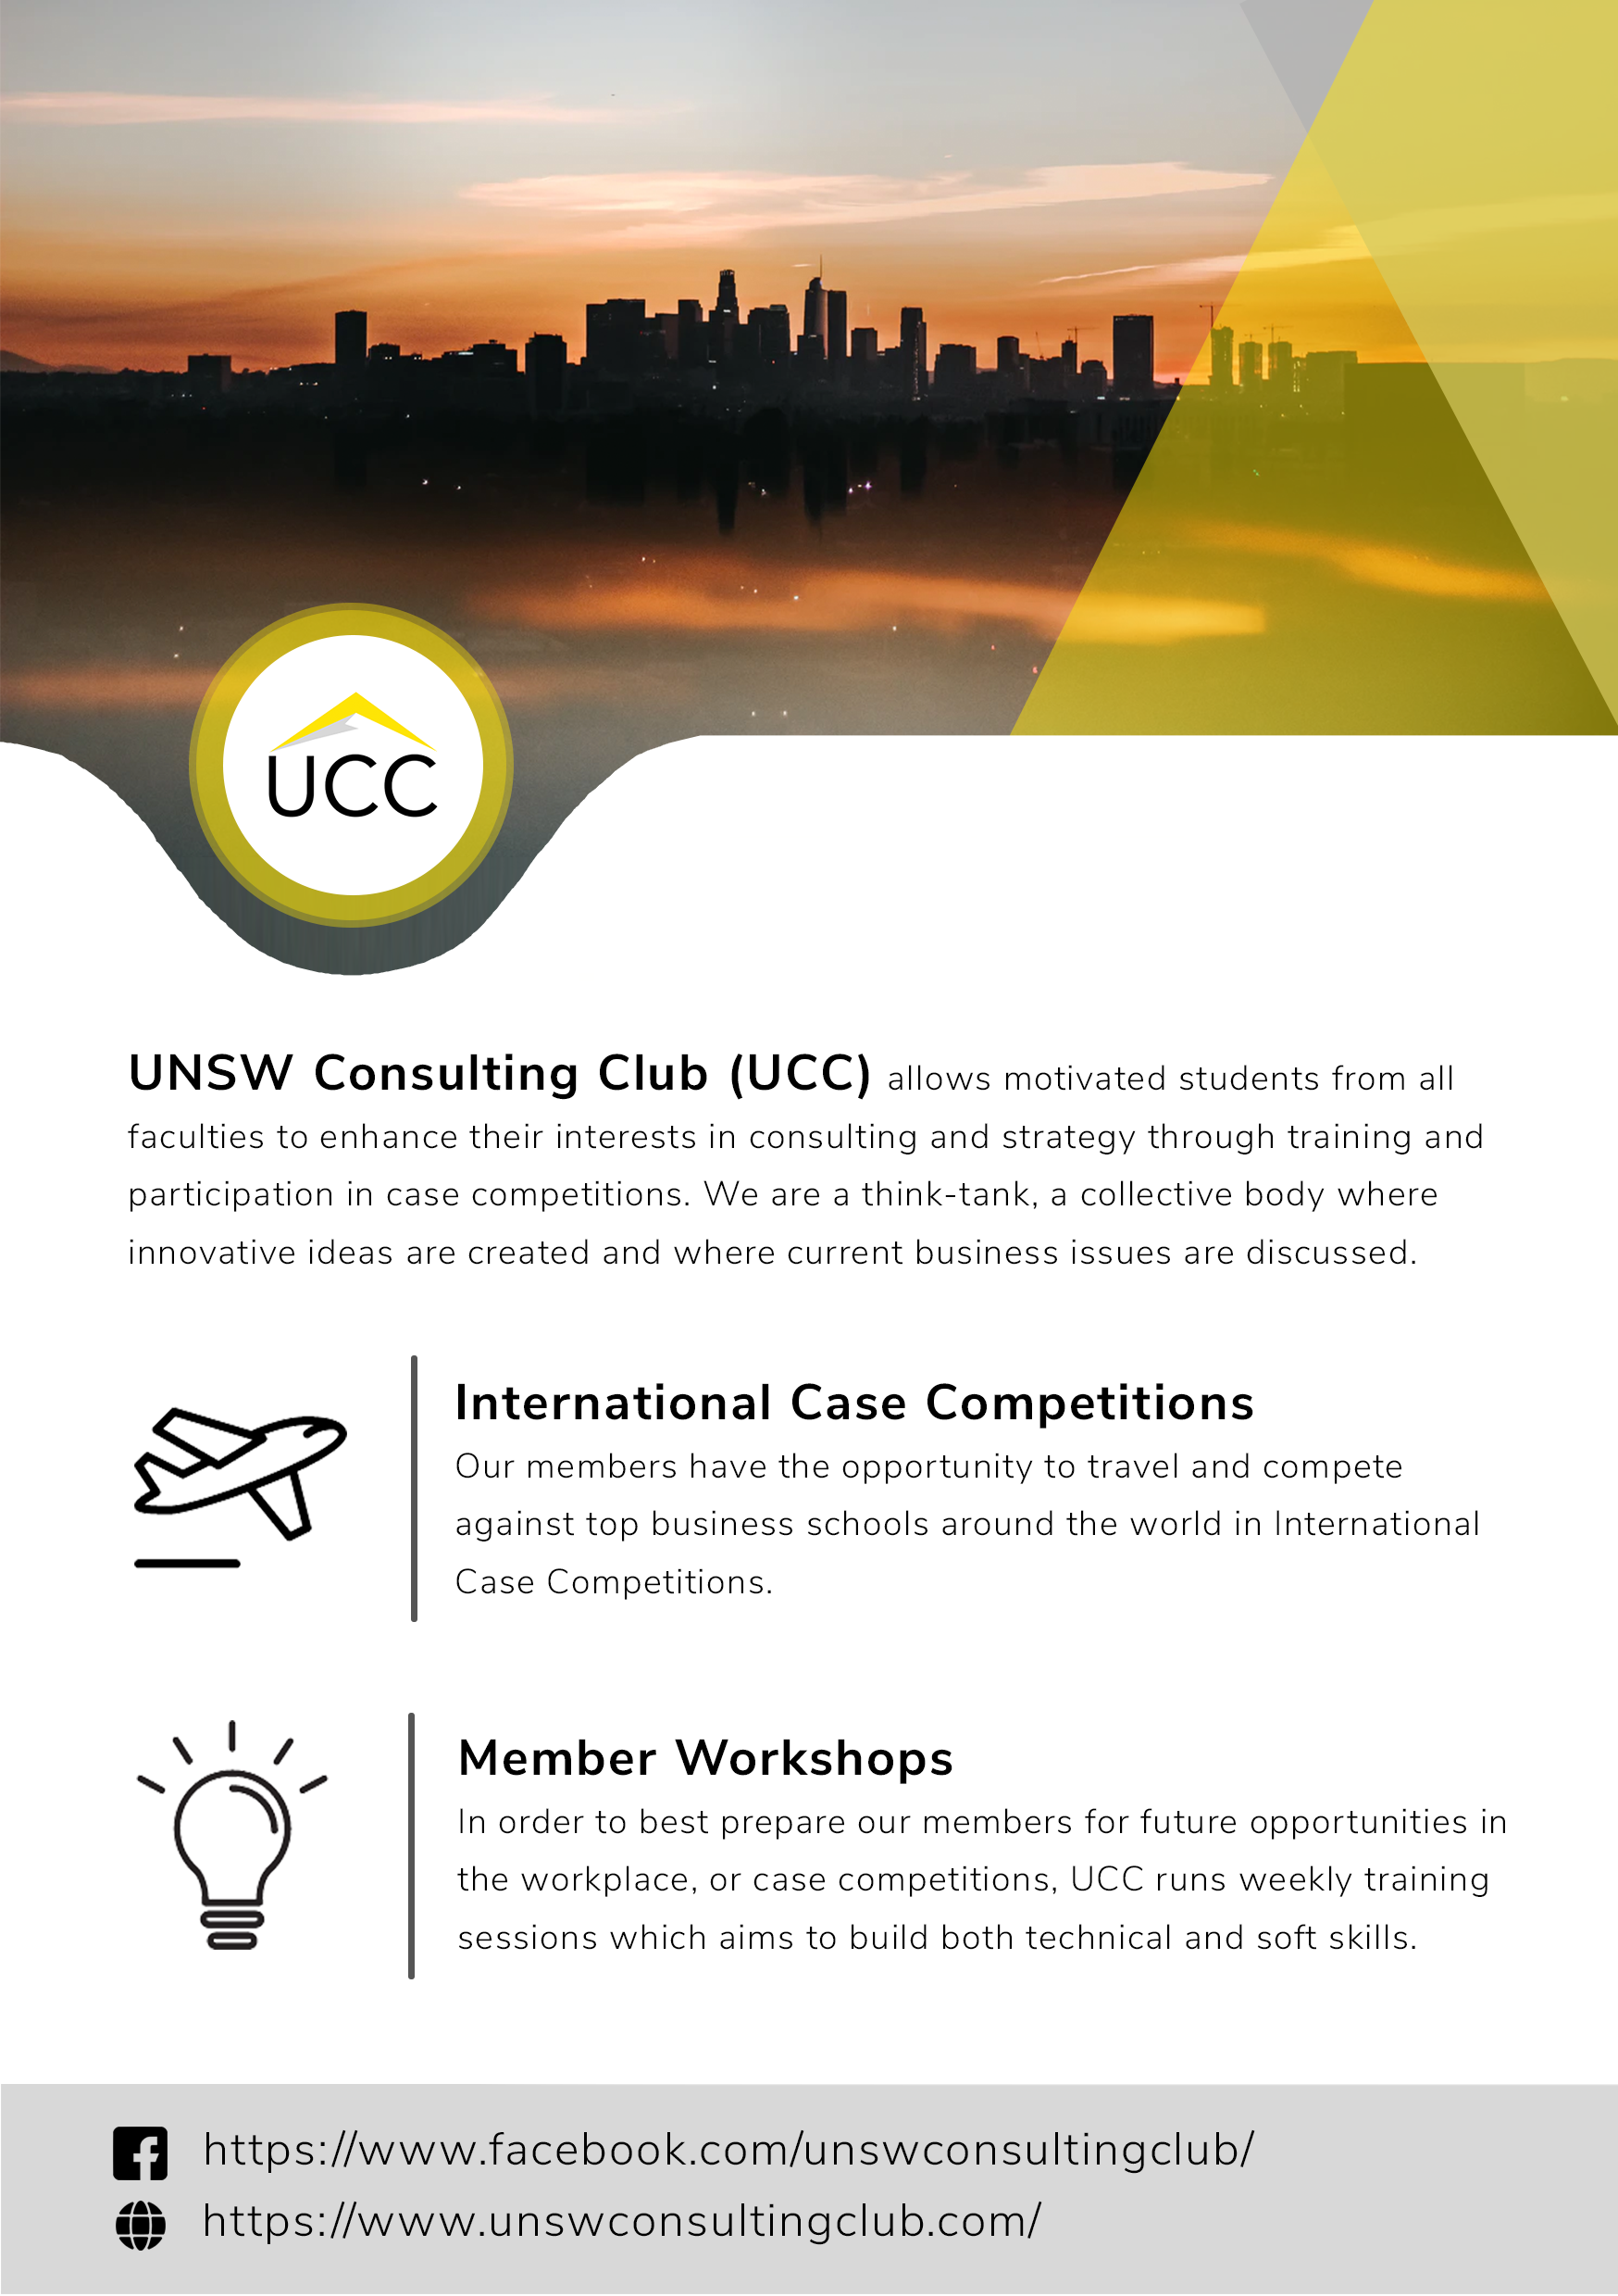 UCC
UNSW Consulting Club (UCC) allows motivated students from all
faculties to enhance their interests in consulting and strategy through training and
participation in case competitions. We are a think-tank, a collective body where
innovative ideas are created and where current business issues are discussed.
International Case Competitions
Our members have the opportunity to travel and compete
against top business schools around the world in International
Case Competitions.
Member Workshops
In order to best prepare our members for future opportunities in
the workplace, or case competitions, UCC runs weekly training
sessions which aims to build both technical and soft skills.
https://www.facebook.com/unswconsultingclub/
https://www.unswconsultingclub.com/